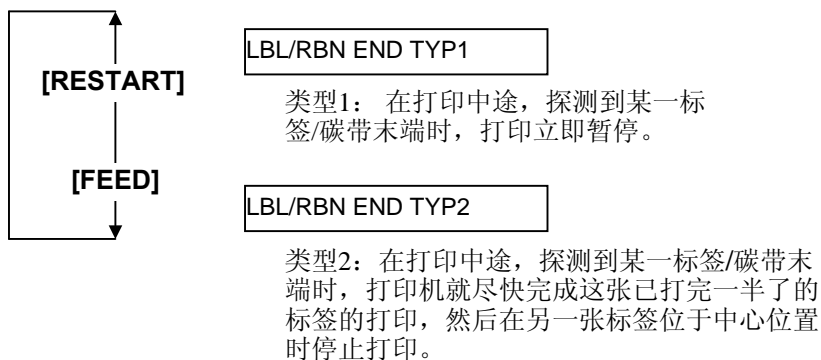 LBL/RBN END TYP1
[RESTART]
类型1： 在打印中途，探测到某一标
签/碳带末端时，打印立即暂停。
[FEED]
LBL/RBN END TYP2
类型2：在打印中途，探测到某一标签/碳带末
端时，打印机就尽快完成这张已打完一半了的
标签的打印，然后在另一张标签位于中心位置
时停止打印。